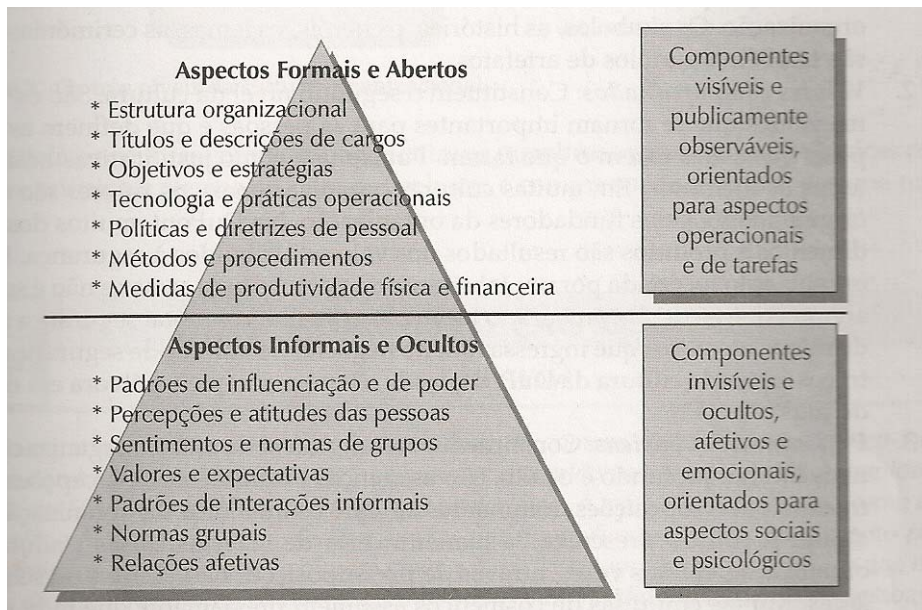 Aspectos Formais e Abertos
* Estrutura organizacional
* Títulos e descrições de cargos
* Objetivos e estrategias
* Tecnologia e práticas operacionais
* Políticas e diretrizes de pessoal
* Métodos e procedimentos
* Medidas de produtividade física e financeira
Componentes
visíveis e
publicamente
observáveis,
orientados
para aspectos
operacionais
e de tarefas
Aspectos Informais e Ocultos
* Padrões de influenciação e de poder
* Percepções e atitudes das pessoas
* Sentimentos e normas de grupos
* Valores e expectativas
* Padrões de interações informais
* Normas grupais
* Relações afetivas
Componentes
invisíveis e
ocultos,
afetivos e
emocionais,
orientados para
aspectos sociais
e psicológicos